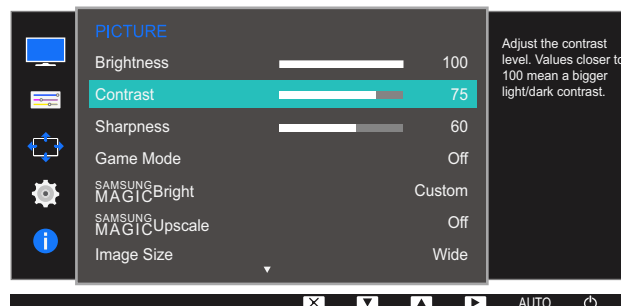 PICTURE
Brightness 100
Contrast 75
Sharpness 60
Game Mode Off
SAMSUNG MAGIC Bright Custom
SAMSUNG MAGIC Upscale Off
Image Size Wide
Adjust the contrast
level. Values closer to
100 mean a bigger
light/dark contrast.
AUTO